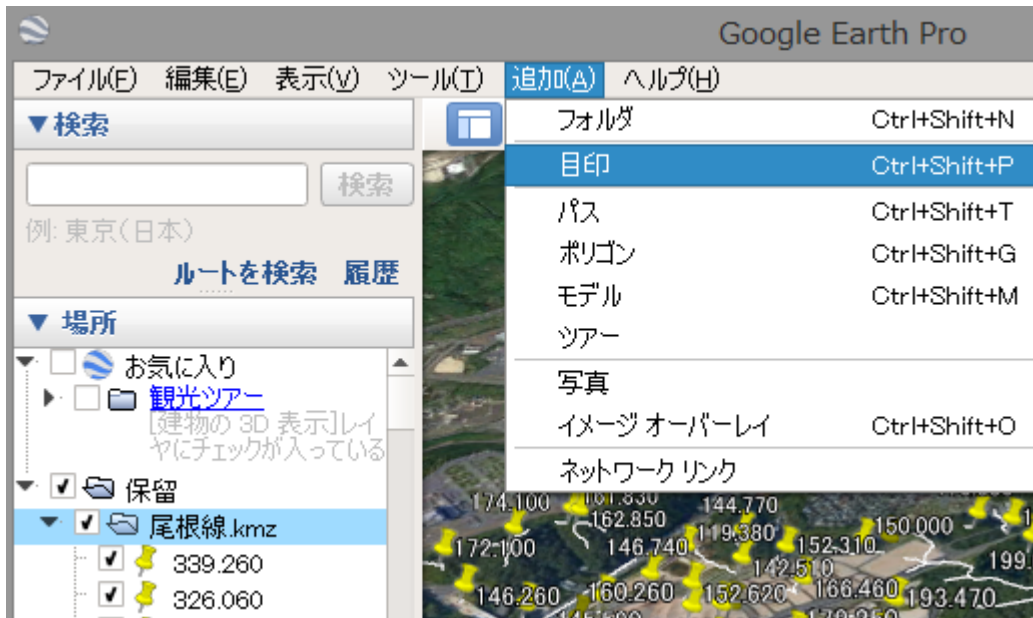 Google Earth Pro
ファイル(F) 編集(E) 表示(V) ツール(T) 追加(A) ヘルプ(H)
▼検索
検索
例: 東京(日本)
ルートを検索 履歴
▼ 場所
お気に入り
観光ツアー
[建物の 3D 表示]レイ
ヤにチェックが入っている
保留
尾根線.kmz
339.260
326.060
フォルダ Ctrl+Shift+N
目印 Ctrl+Shift+P
パス Ctrl+Shift+T
ポリゴン Ctrl+Shift+G
モデル Ctrl+Shift+M
ツアー
写真
イメージ オーバーレイ Ctrl+Shift+O
ネットワーク リンク
174.100 161.830 144.770
162.850 119.380 150.000
172.100 146.740 152.310
142.510 199.
146.260 160.260 152.620 166.460 193.470